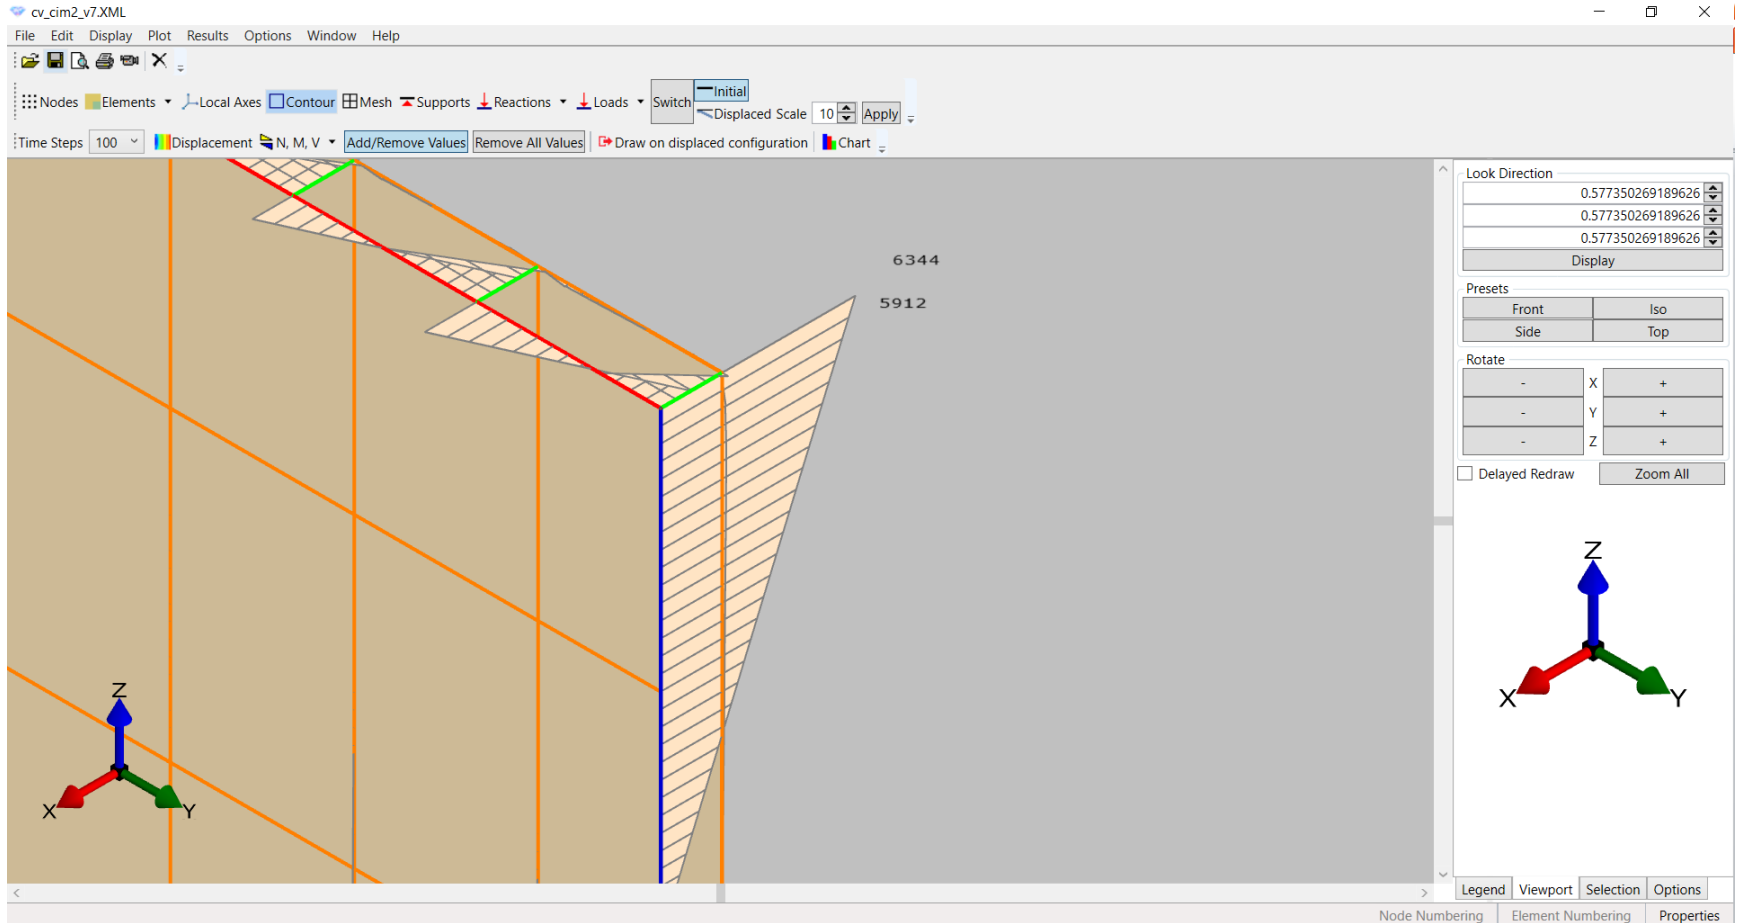 cv_cim2_v7.XML
File Edit Display Plot Results Options Window Help
Nodes Elements Local Axes Contour Mesh Supports Reactions Loads Switch Initial
Displaced Scale 10 Apply
Time Steps 100 Displacement N, M, V Add/Remove Values Remove All Values Draw on displaced configuration Chart
6344
5912
Z
X
Y
Look Direction
0.577350269189626
0.577350269189626
0.577350269189626
Display
Presets
Front Iso
Side Top
Rotate
- X +
- Y +
- Z +
Delayed Redraw Zoom All
Z
X
Y
Legend Viewport Selection Options
Node Numbering Element Numbering Properties